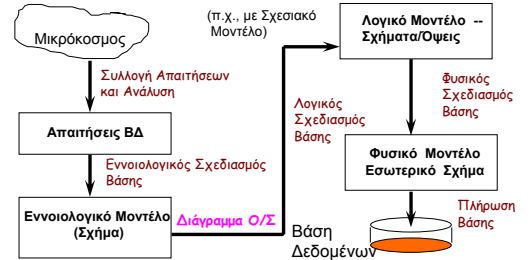 Μικρόκοσμος
Συλλογή Απαιτήσεων
και Ανάλυση
Απαιτήσεις ΒΔ
Εννοιολογικός Σχεδιασμός
Βάσης
Εννοιολογικό Μοντέλο
(Σχήμα)
Διάγραμμα Ο/Σ
(π.χ., με Σχεσιακό
Μοντέλο)
Λογικός
Σχεδιασμός
Βάσης
Λογικό Μοντέλο --
Σχήματα/Όψεις
Φυσικός
Σχεδιασμός
Βάσης
Φυσικό Μοντέλο
Εσωτερικό Σχήμα
Πλήρωση
Βάσης
Βάση
Δεδομένων